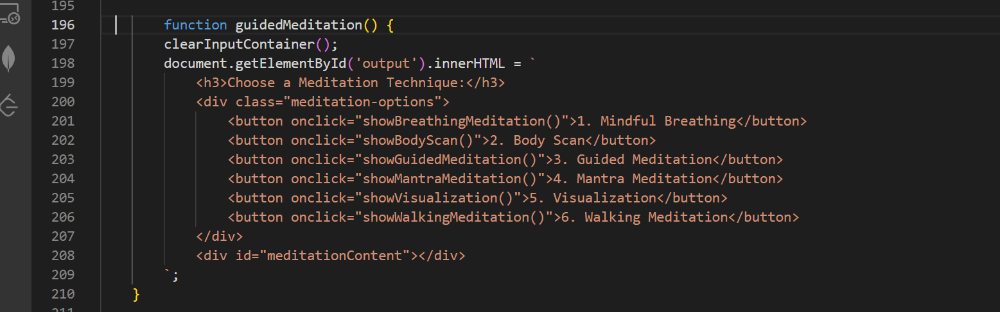 195
196 function guidedMeditation() {
197 clearInputContainer();
198 document.getElementById('output').innerHTML = `
199 <h3>Choose a Meditation Technique:</h3>
200 <div class="meditation-options">
201 <button onclick="showBreathingMeditation()">1. Mindful Breathing</button>
202 <button onclick="showBodyScan()">2. Body Scan</button>
203 <button onclick="showGuidedMeditation()">3. Guided Meditation</button>
204 <button onclick="showMantraMeditation()">4. Mantra Meditation</button>
205 <button onclick="showVisualization()">5. Visualization</button>
206 <button onclick="showWalkingMeditation()">6. Walking Meditation</button>
207 </div>
208 <div id="meditationContent"></div>
209 `;
210 }
211